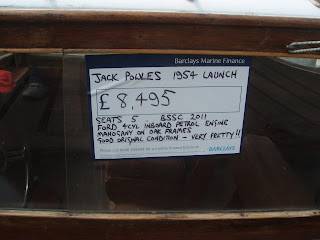 Barclays Marine Finance
JACK POWLES 1954 LAUNCH
£8,495
SEATS 5 BSSC 2011
FORD 4CYL INBOARD PETROL ENGINE
MAHOGANY ON OAK FRAMES
GOOD ORIGINAL CONDITION - VERY PRETTY!!
BARCLAYS